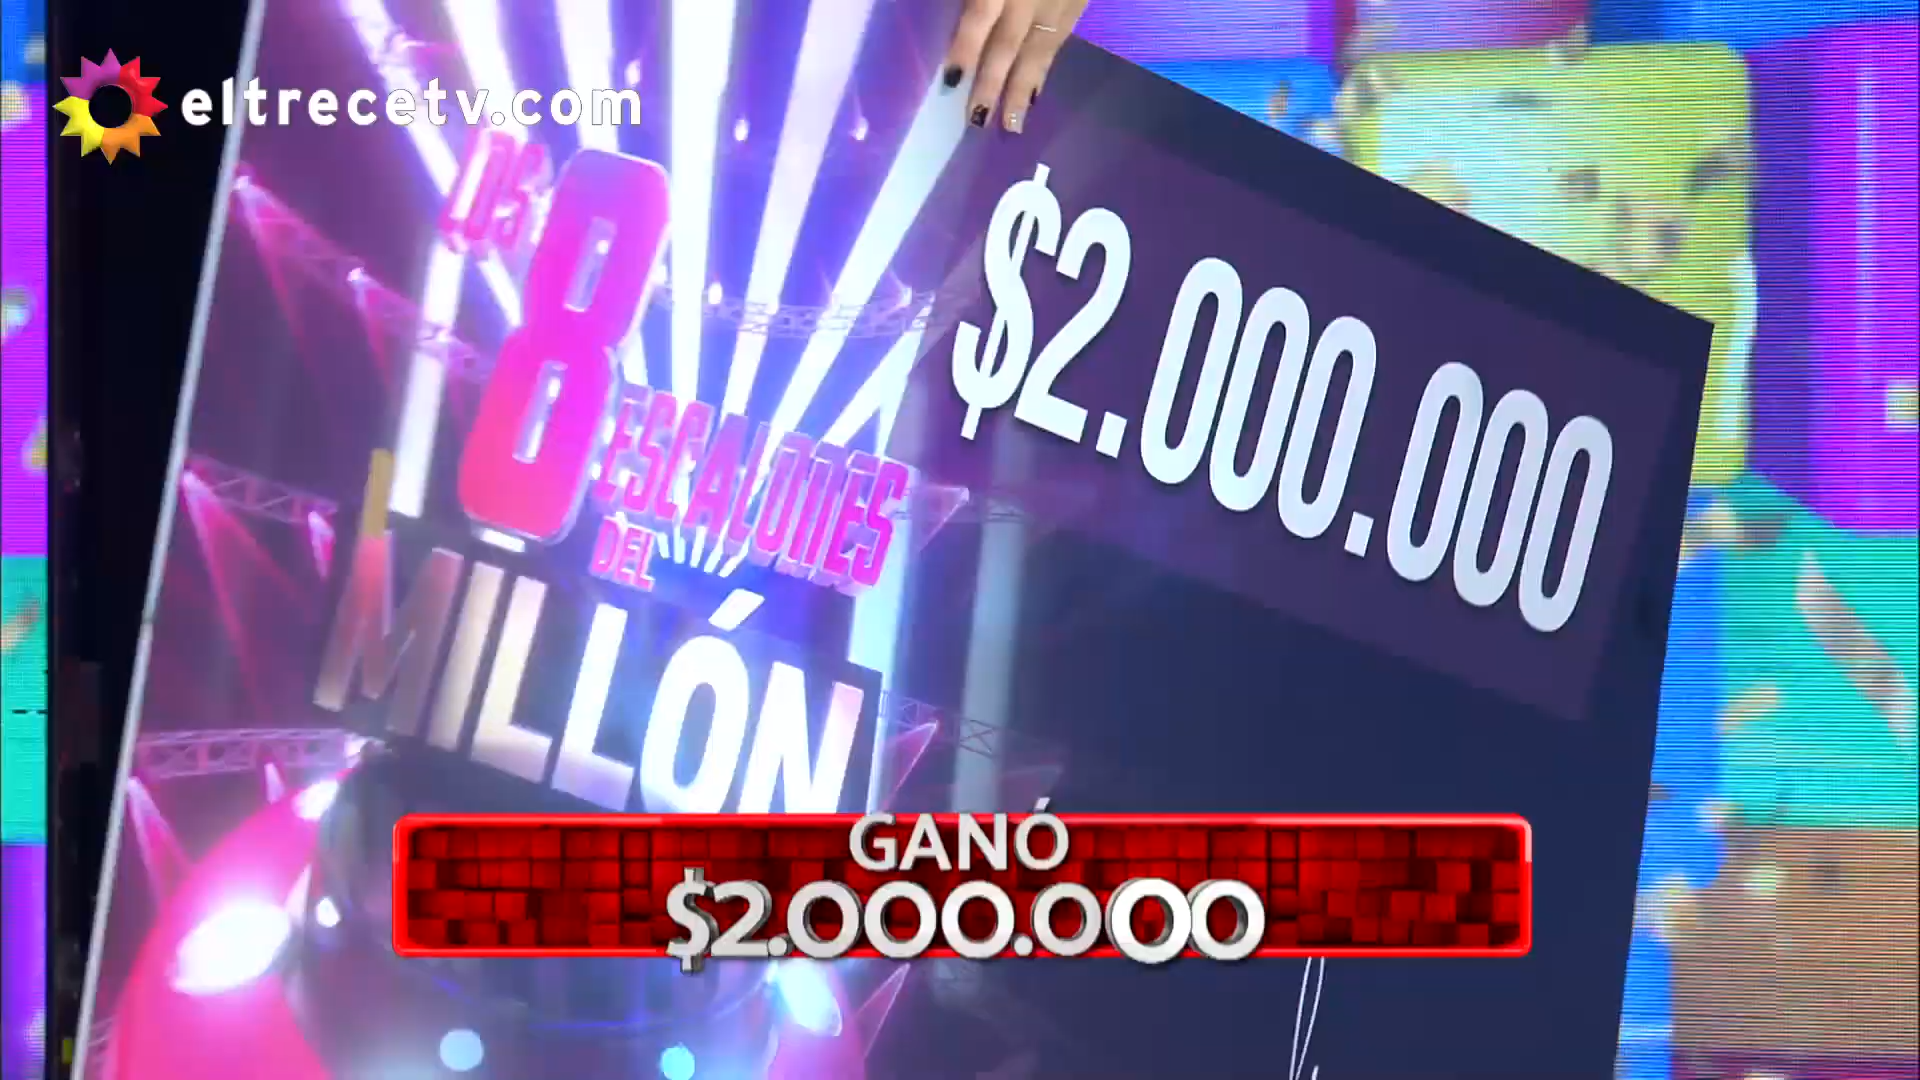 eltrecetv.com
LOS
8
ESCALONES
DEL
MILLÓN
$2.000.000
GANÓ
$2.000.000